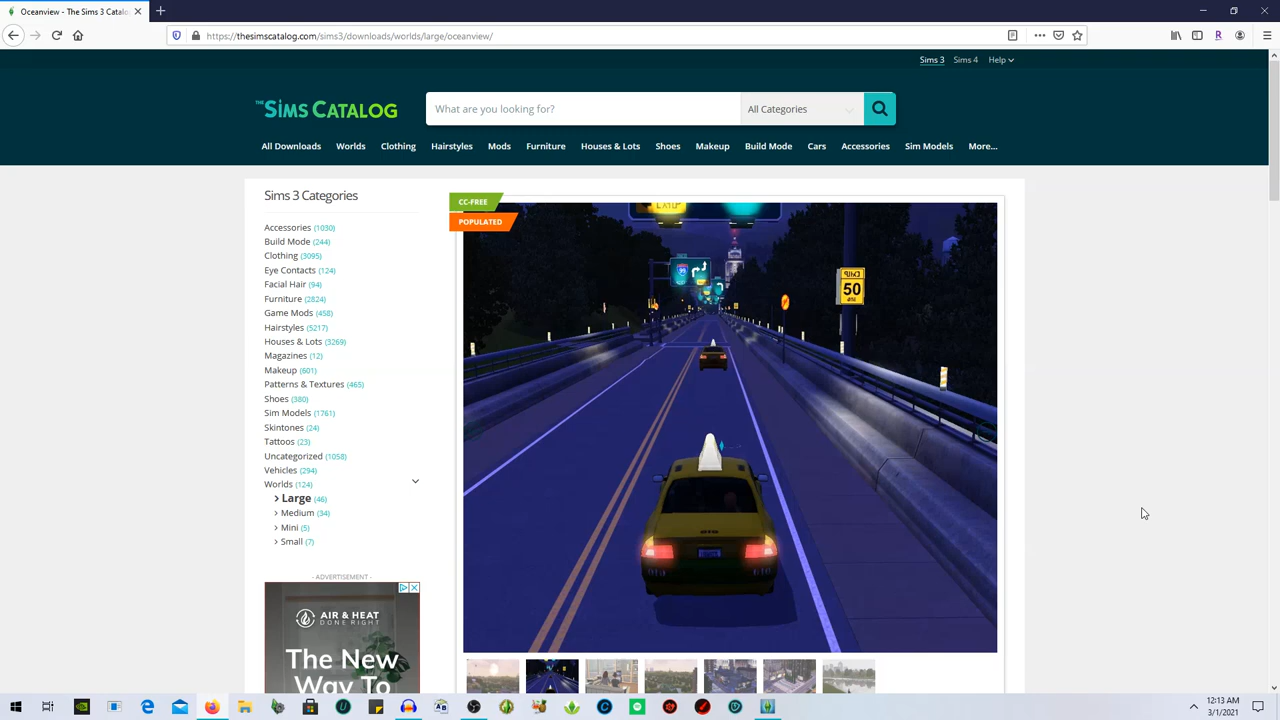 Oceanview - The Sims 3 Catalo
https://thesimscatalog.com/sims3/downloads/worlds/large/oceanview/
Sims 3 Sims 4 Help
THE SIMS CATALOG
What are you looking for?
All Categories
All Downloads Worlds Clothing Hairstyles Mods Furniture Houses & Lots Shoes Makeup Build Mode Cars Accessories Sim Models More...
Sims 3 Categories
Accessories (1030)
Build Mode (244)
Clothing (3095)
Eye Contacts (124)
Facial Hair (94)
Furniture (2824)
Game Mods (458)
Hairstyles (5217)
Houses & Lots (3269)
Magazines (12)
Makeup (601)
Patterns & Textures (465)
Shoes (380)
Sim Models (1761)
Skintones (24)
Tattoos (23)
Uncategorized (1058)
Vehicles (294)
Worlds (124)
Large (46)
Medium (34)
Mini (5)
Small (7)
- ADVERTISEMENT -
AIR & HEAT
DONE RIGHT
The New
Way To
CC-FREE
POPULATED
50
12:13 AM
3/1/2021